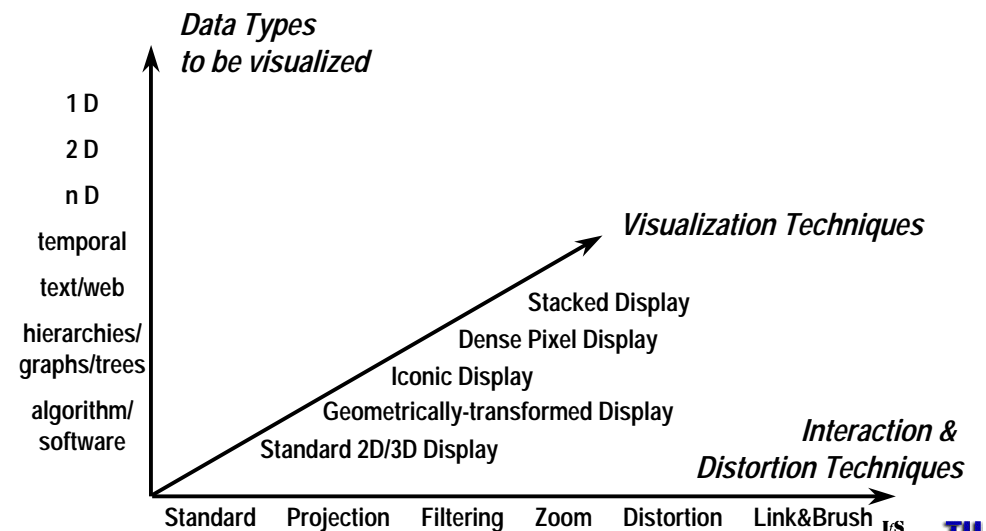 Data Types
to be visualized
1 D
2 D
n D
temporal
text/web
hierarchies/
graphs/trees
algorithm/
software
Visualization Techniques
Stacked Display
Dense Pixel Display
Iconic Display
Geometrically-transformed Display
Standard 2D/3D Display
Interaction &
Distortion Techniques
Standard Projection Filtering Zoom Distortion Link&Brush